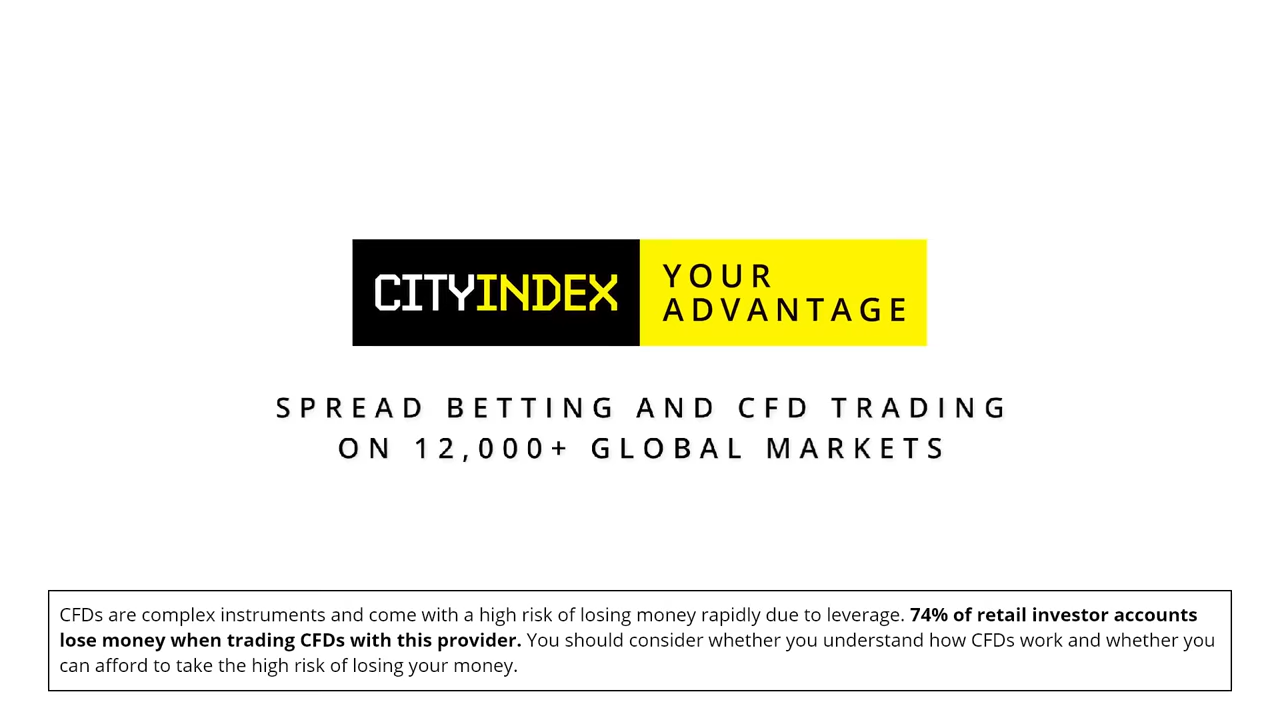 CITYINDEX
YOUR
ADVANTAGE
SPREAD BETTING AND CFD TRADING
ON 12,000+ GLOBAL MARKETS
CFDs are complex instruments and come with a high risk of losing money rapidly due to leverage. 74% of retail investor accounts
lose money when trading CFDs with this provider. You should consider whether you understand how CFDs work and whether you
can afford to take the high risk of losing your money.